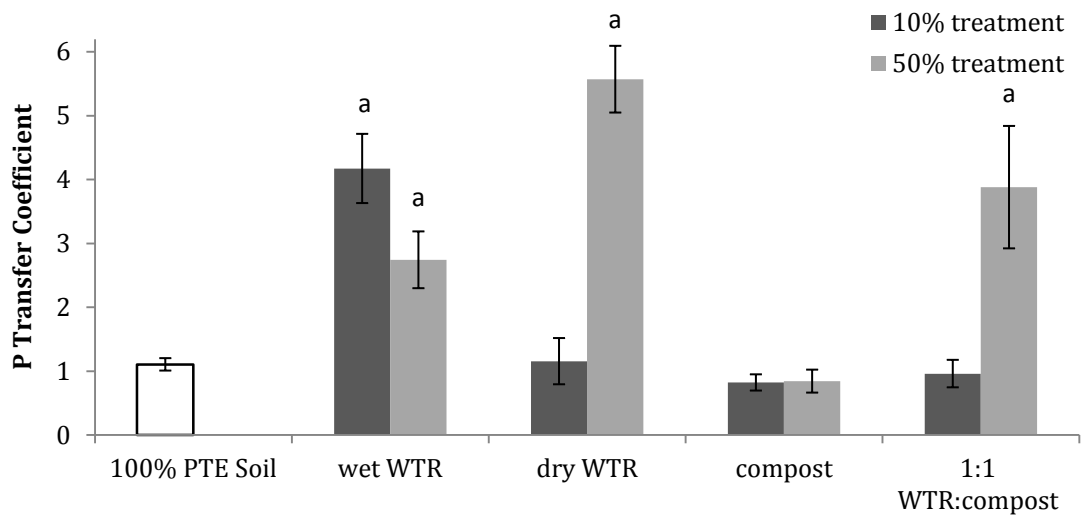 10% treatment
50% treatment
P Transfer Coefficient
6
5
4
3
2
1
0
a
a
a
a
100% PTE Soil
wet WTR
dry WTR
compost
1:1
WTR:compost